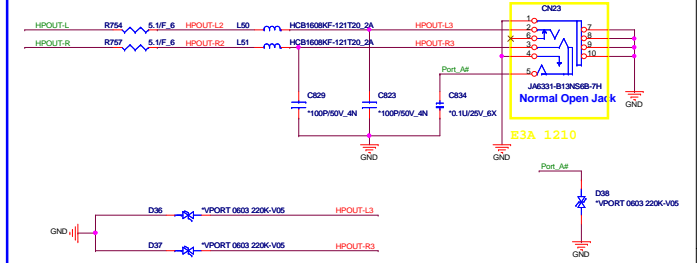 CN23
HPOUT-L R754 5.1/F_6 HPOUT-L2 L50 HCB1608KF-121T20_2A HPOUT-L3
HPOUT-R R757 5.1/F_6 HPOUT-R2 L51 HCB1608KF-121T20_2A HPOUT-R3
1
2
6
3
4
5
7
8
9
10
Port_A#
JA6331-B13NS6B-7H
Normal Open Jack
C829
*100P/50V_4N
C823
*100P/50V_4N
C834
*0.1U/25V_6X
GND
GND
GND
E3A 1210
Port_A#
D38
*VPORT 0603 220K-V05
GND
D36 *VPORT 0603 220K-V05 HPOUT-L3
GND
D37 *VPORT 0603 220K-V05 HPOUT-R3